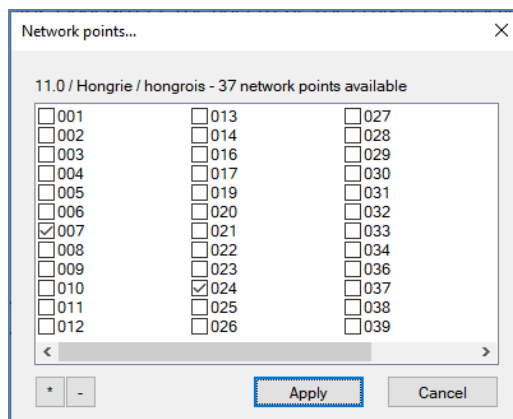 Network points...
11.0 / Hongrie / hongrois - 37 network points available
001 013 027
002 014 028
003 016 029
004 017 030
005 019 031
006 020 032
007 021 033
008 022 034
009 023 036
010 024 037
011 025 038
012 026 039
* - Apply Cancel